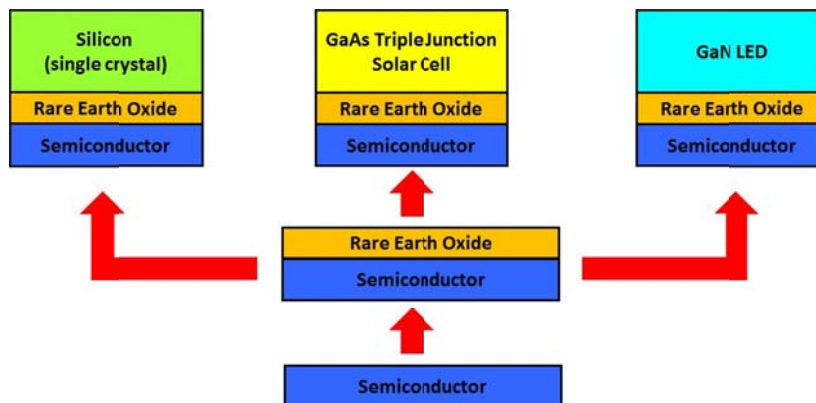 Silicon
(single crystal)
Rare Earth Oxide
Semiconductor
GaAs TripleJunction
Solar Cell
Rare Earth Oxide
Semiconductor
GaN LED
Rare Earth Oxide
Semiconductor
Rare Earth Oxide
Semiconductor
Semiconductor